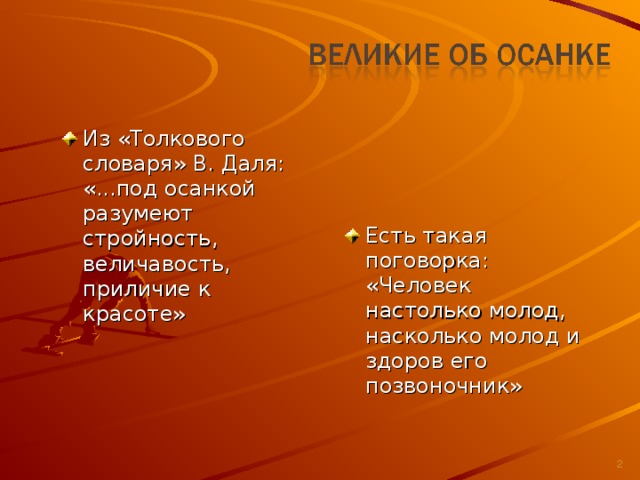 ВЕЛИКИЕ ОБ ОСАНКЕ
Из «Толкового
словаря» В. Даля:
«...под осанкой
разумеют
стройность,
величавость,
приличие к
красоте»
Есть такая
поговорка:
«Человек
настолько молод,
насколько молод и
здоров его
позвоночник»
2